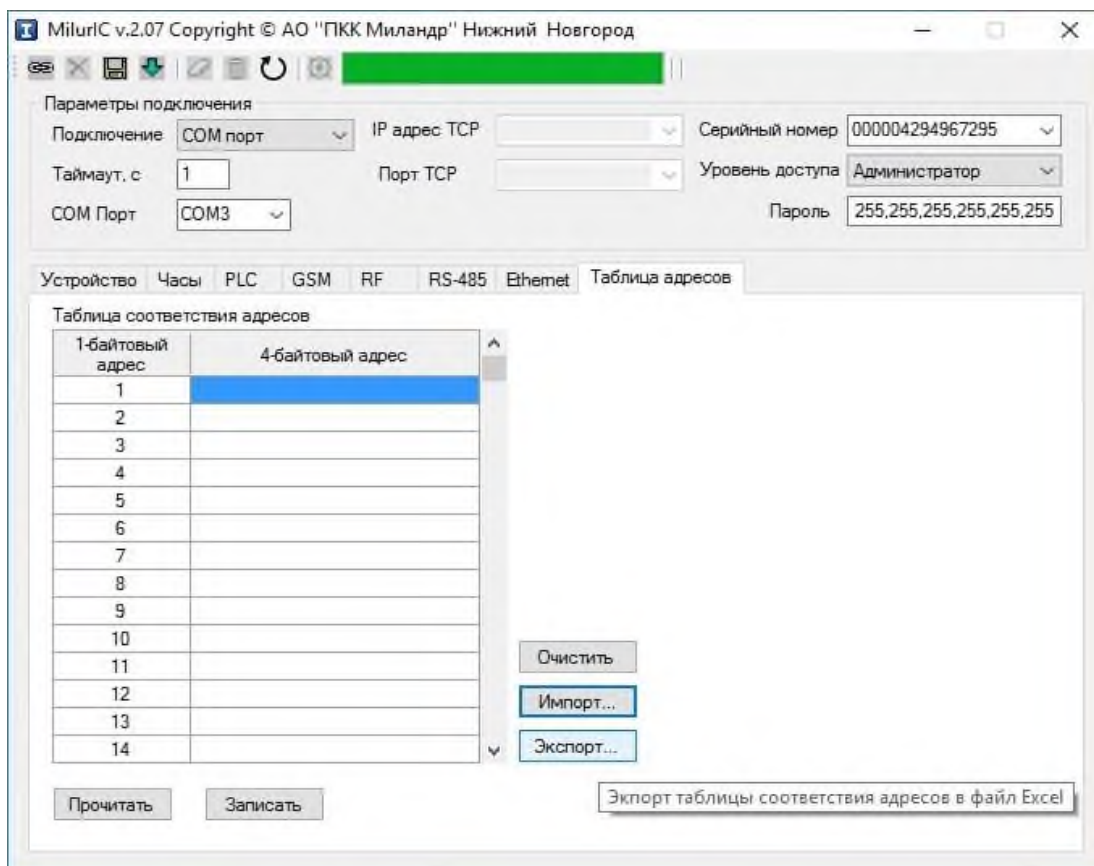 MilurIC v.2.07 Copyright © АО "ПКК Миландр" Нижний Новгород
Параметры подключения
Подключение COM порт IP адрес TCP Серийный номер 000004294967295
Таймаут, с 1 Порт TCP Уровень доступа Администратор
COM Порт COM3 Пароль 255,255,255,255,255,255
Устройство Часы PLC GSM RF RS-485 Ethernet Таблица адресов
Таблица соответствия адресов
1-байтовый адрес 4-байтовый адрес
1
2
3
4
5
6
7
8
9
10
11
12
13
14
Очистить
Импорт...
Экспорт...
Прочитать Записать
Экпорт таблицы соответствия адресов в файл Excel